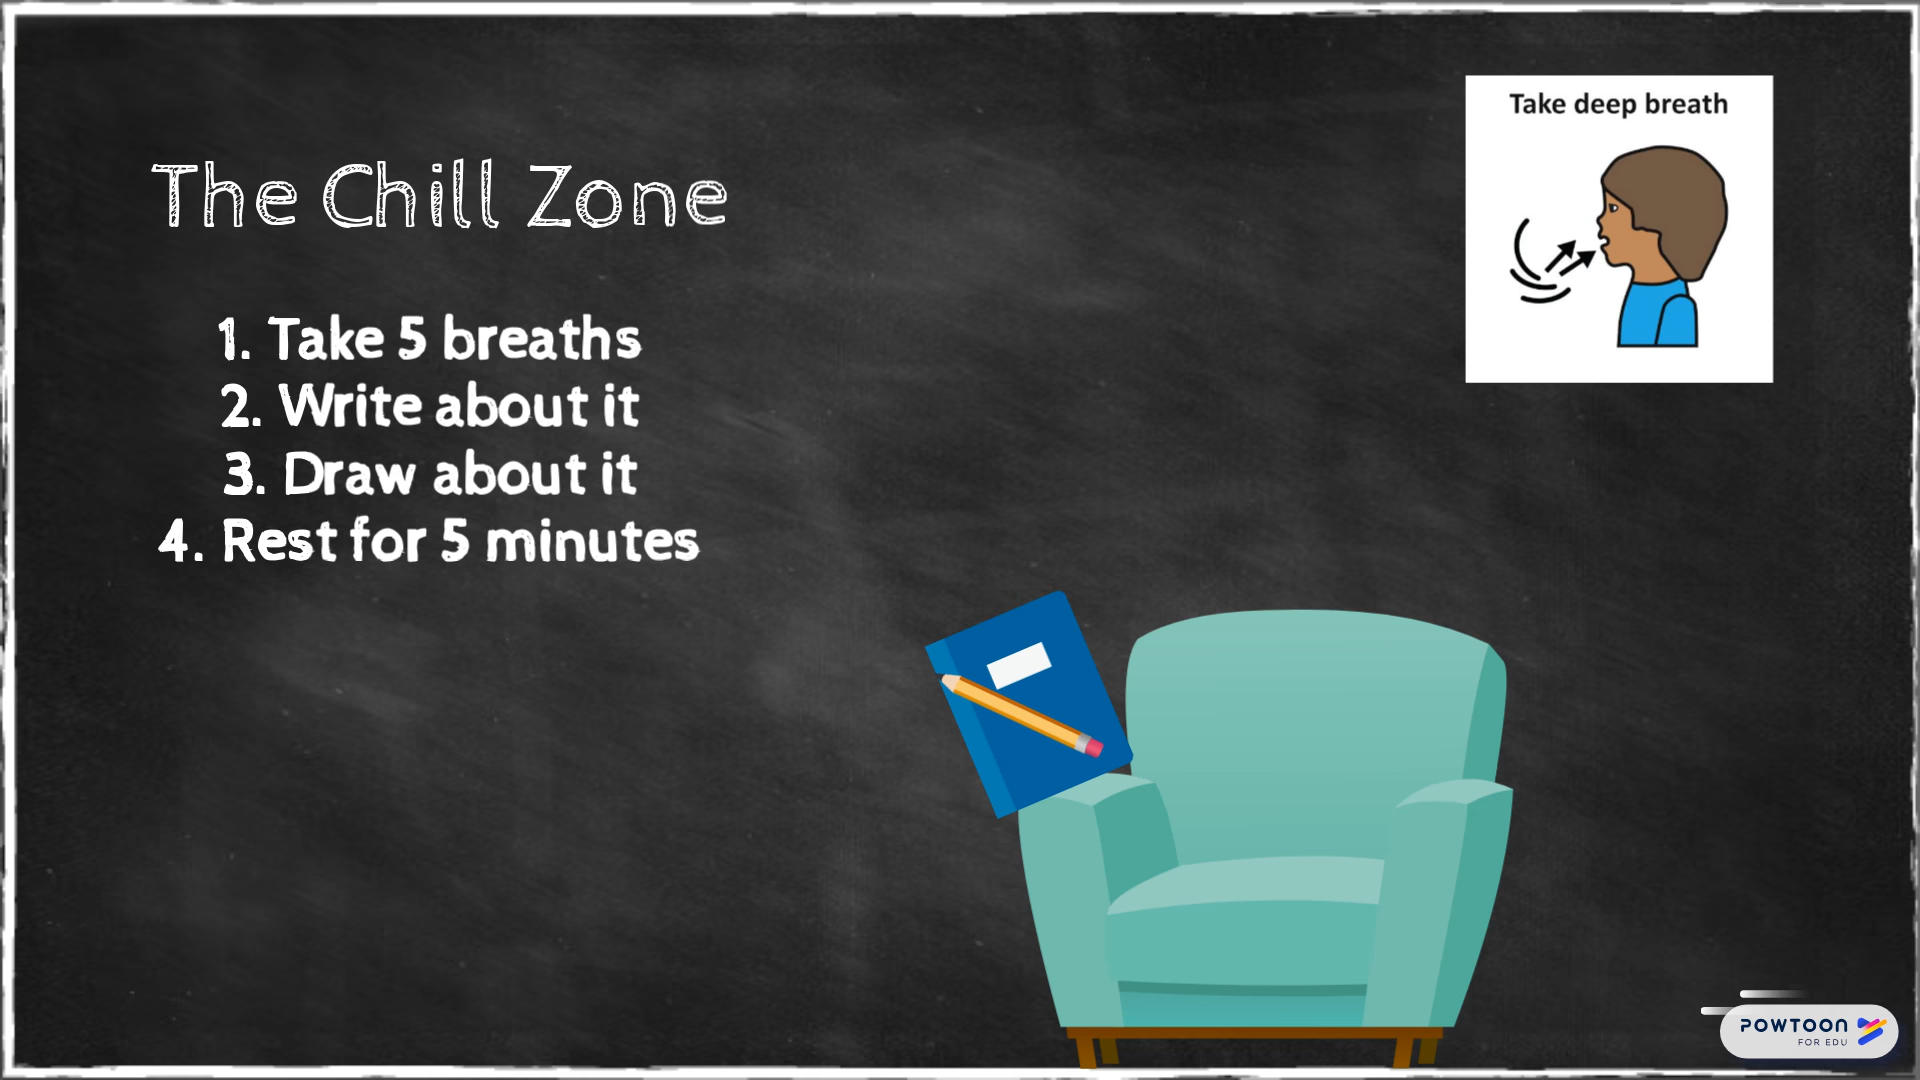 The Chill Zone
1. Take 5 breaths
2. Write about it
3. Draw about it
4. Rest for 5 minutes
Take deep breath
POWTOON
FOR EDU